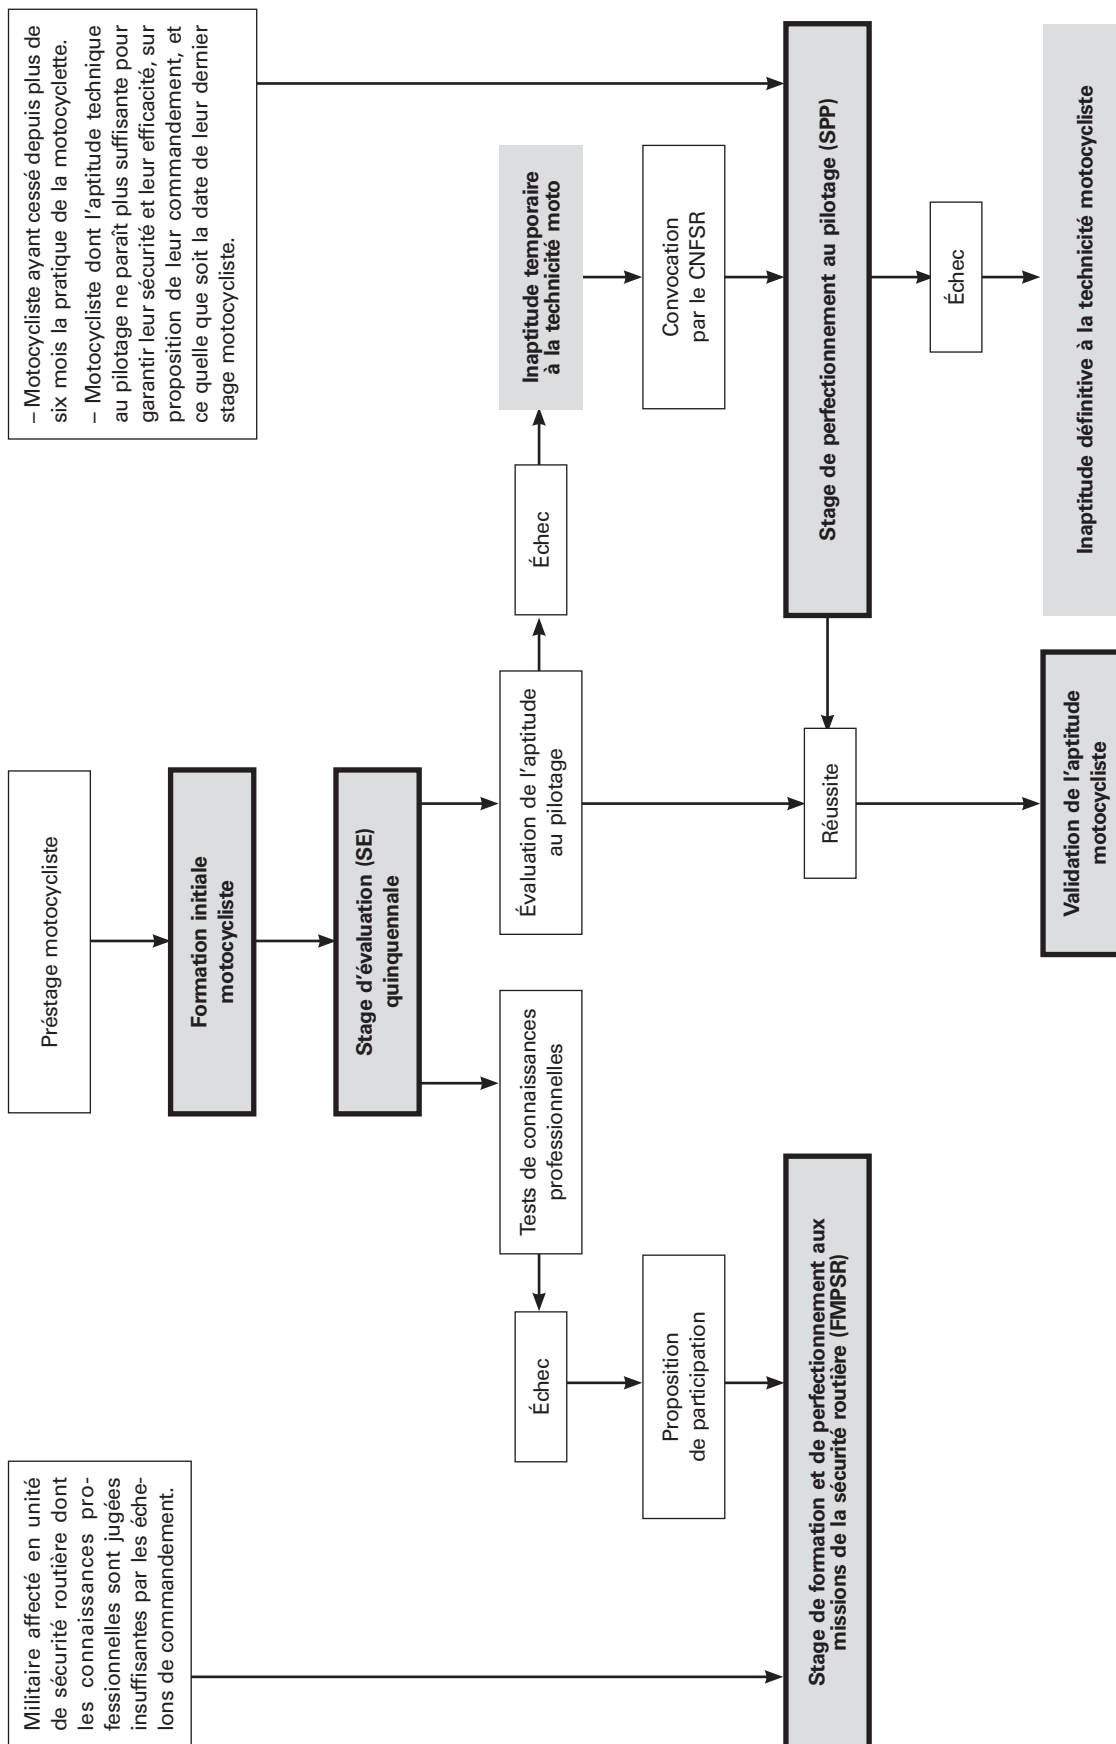 Militaire affecté en unité
de sécurité routière dont
les connaissances pro-
fessionnelles sont jugées
insuffisantes par les éche-
lons de commandement.
Préstage motocycliste
– Motocycliste ayant cessé depuis plus de
six mois la pratique de la motocyclette.
– Motocycliste dont l'aptitude technique
au pilotage ne paraît plus suffisante pour
garantir leur sécurité et leur efficacité, sur
proposition de leur commandement, et
ce quelle que soit la date de leur dernier
stage motocycliste.
Formation initiale
motocycliste
Stage d'évaluation (SE)
quinquennale
Tests de connaissances
professionnelles
Évaluation de l'aptitude
au pilotage
Échec
Échec
Inaptitude temporaire
à la technicité moto
Proposition
de participation
Convocation
par le CNFSR
Stage de formation et de perfectionnement aux
missions de la sécurité routière (FMPSR)
Réussite
Stage de perfectionnement au pilotage (SPP)
Échec
Validation de l'aptitude
motocycliste
Inaptitude définitive à la technicité motocycliste